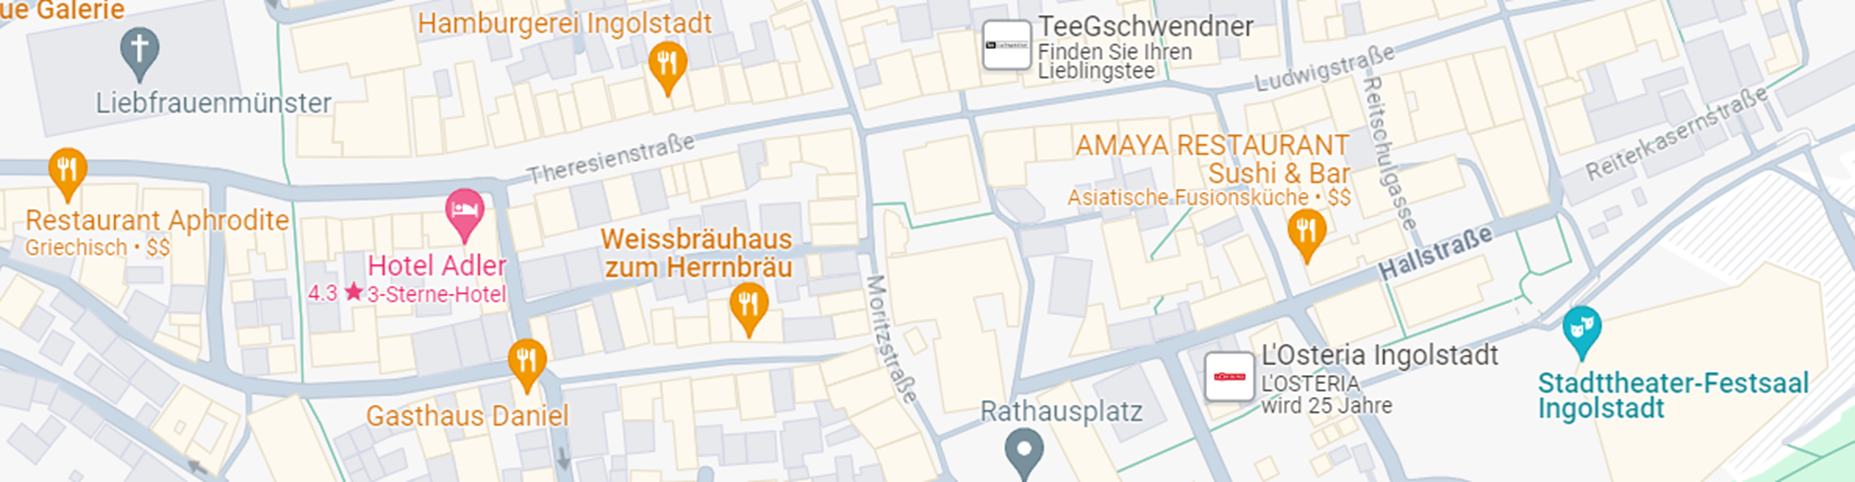 ue Galerie
Hamburgerei Ingolstadt
TeeGschwendner
Finden Sie Ihren
Lieblingstee
Ludwigstraße
Liebfrauenmünster
Reitschulgasse
Reiterkasernstraße
Theresienstraße
AMAYA RESTAURANT
Sushi & Bar
Asiatische Fusionsküche • $$
Restaurant Aphrodite
Griechisch • $$
Hotel Adler
4.3 ★ 3-Sterne-Hotel
Weissbräuhaus
zum Herrnbräu
Hallstraße
Moritzstraße
Gasthaus Daniel
L'Osteria Ingolstadt
L'OSTERIA
wird 25 Jahre
Rathausplatz
Stadttheater-Festsaal
Ingolstadt